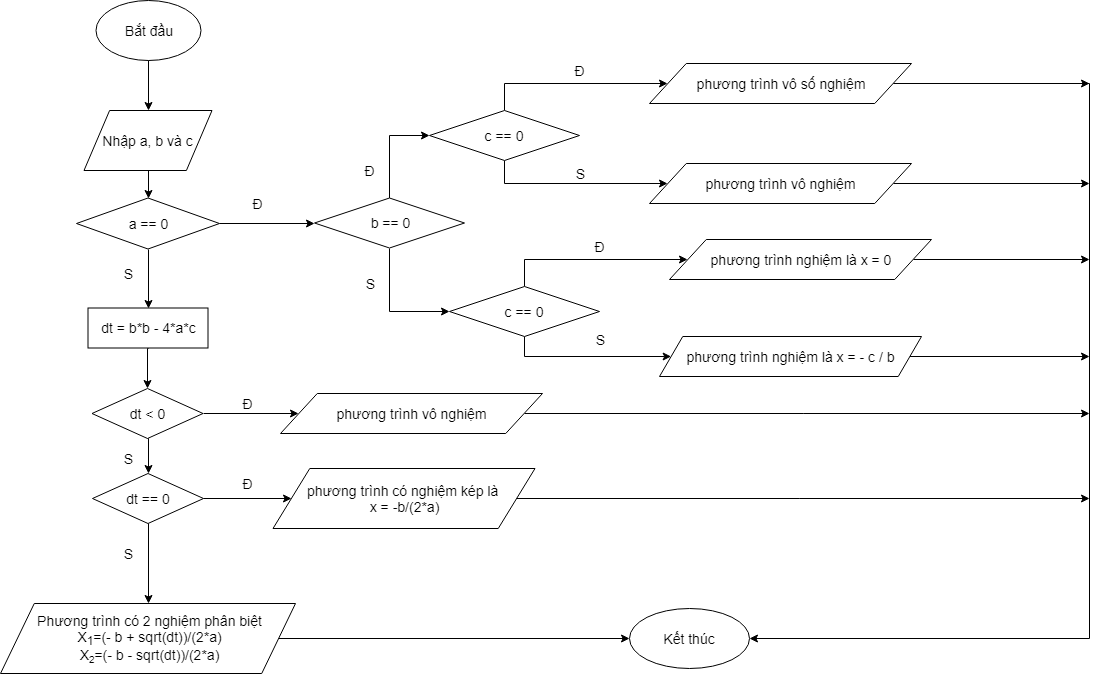 Bắt đầu
Nhập a, b và c
a == 0
Đ
b == 0
Đ
c == 0
Đ
phương trình vô số nghiệm
S
phương trình vô nghiệm
S
c == 0
Đ
phương trình nghiệm là x = 0
S
phương trình nghiệm là x = - c / b
S
dt = b*b - 4*a*c
dt < 0
Đ
phương trình vô nghiệm
S
dt == 0
Đ
phương trình có nghiệm kép là
x = -b/(2*a)
S
Phương trình có 2 nghiệm phân biệt
X₁=(- b + sqrt(dt))/(2*a)
X₂=(- b - sqrt(dt))/(2*a)
Kết thúc